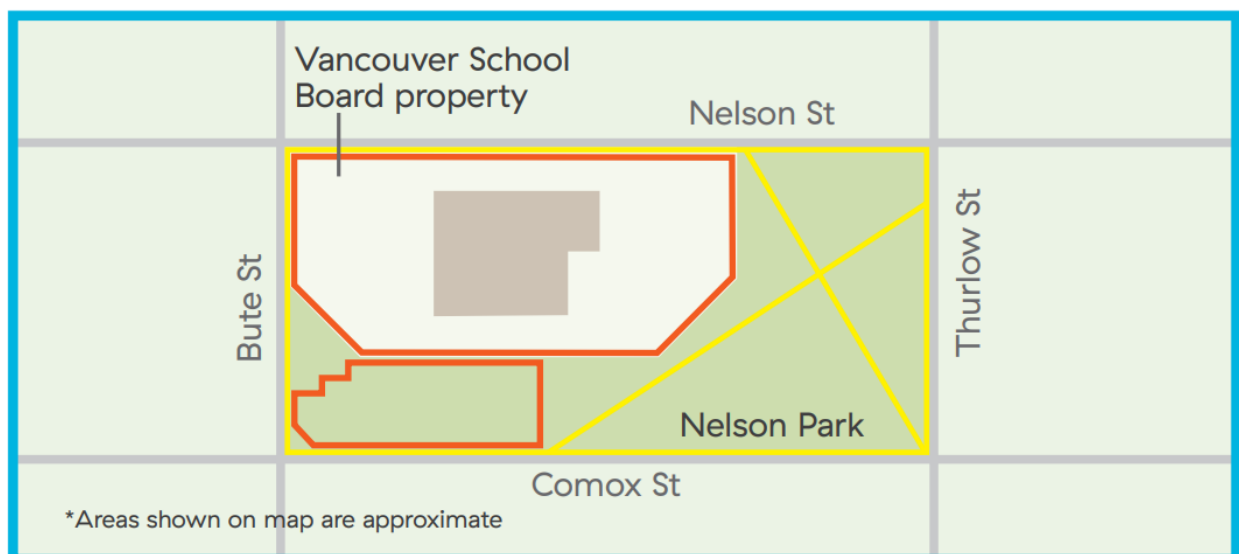 Vancouver School
Board property
Nelson St
Bute St
Thurlow St
Nelson Park
Comox St
*Areas shown on map are approximate